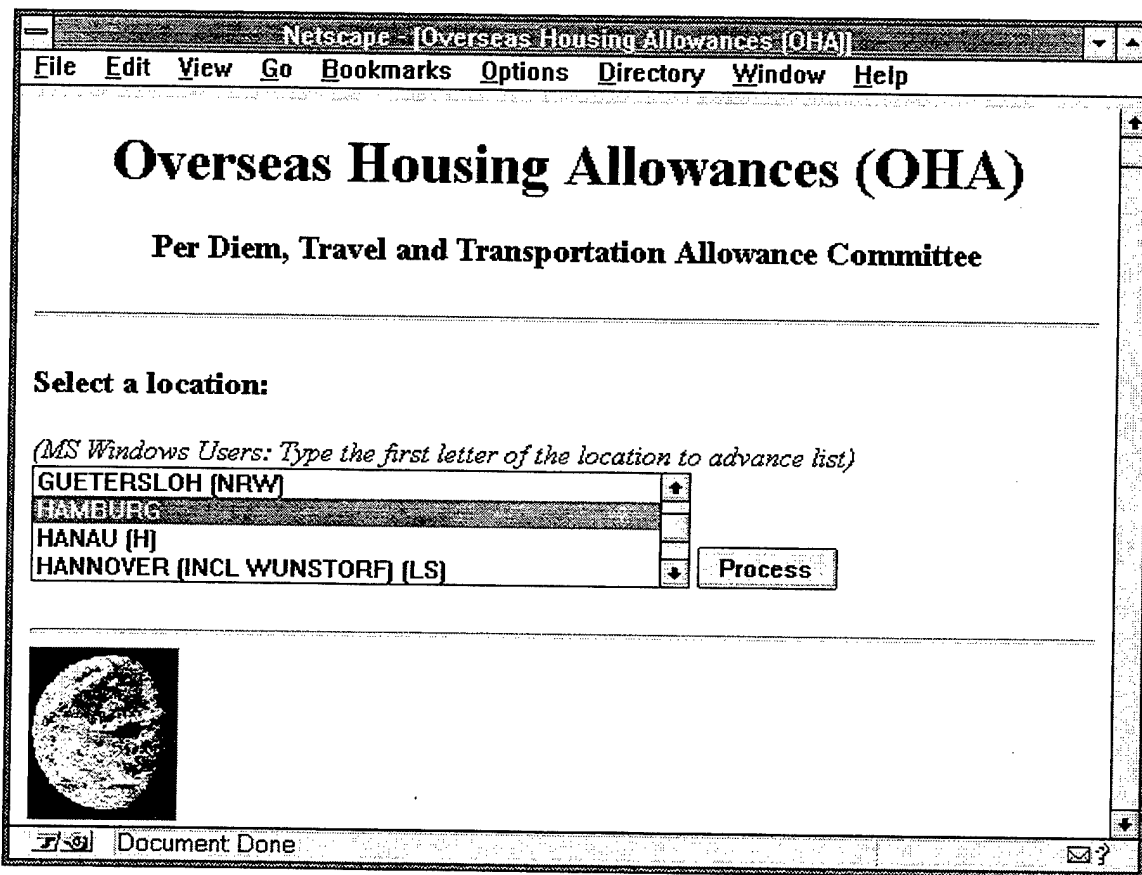 Netscape - [Overseas Housing Allowances (OHA)]
File Edit View Go Bookmarks Options Directory Window Help
Overseas Housing Allowances (OHA)
Per Diem, Travel and Transportation Allowance Committee
Select a location:
(MS Windows Users: Type the first letter of the location to advance list)
GUETERSLOH (NRW)
HAMBURG
HANAU (H)
HANNOVER (INCL WUNSTORF) (LS)
Process
Document Done
?